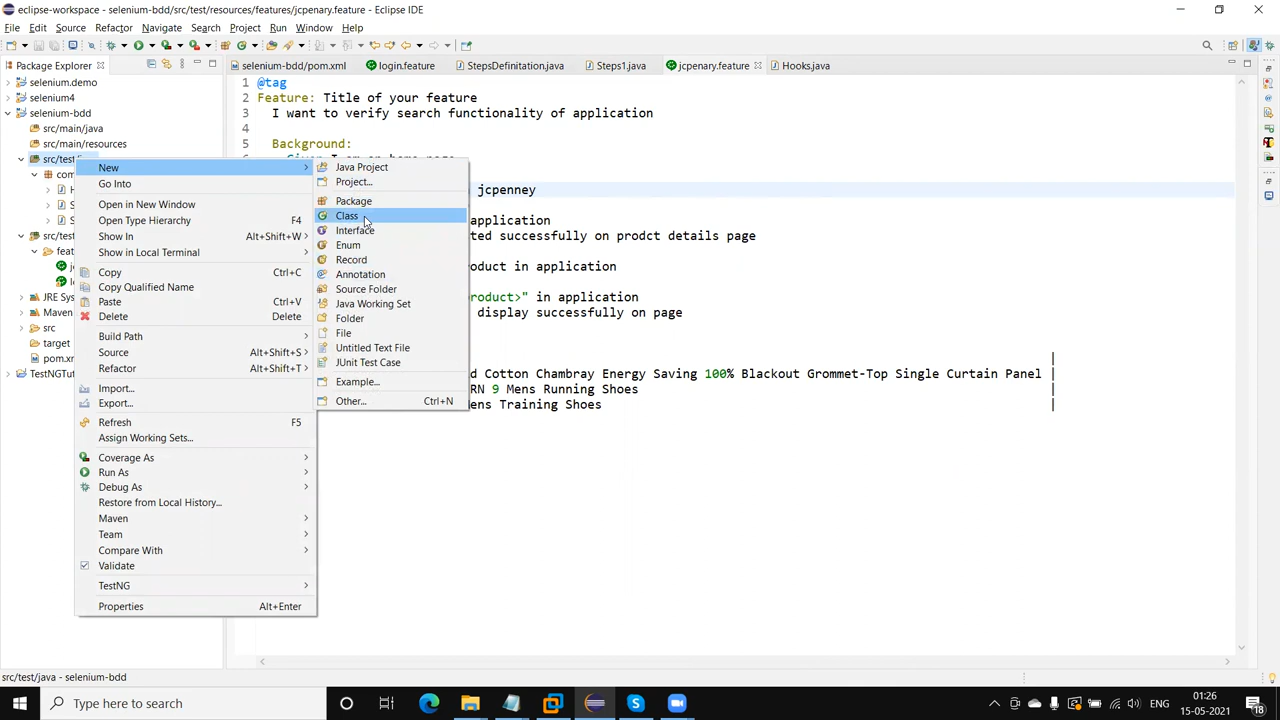 eclipse-workspace - selenium-bdd/src/test/resources/features/jcpenary.feature - Eclipse IDE
File Edit Source Refactor Navigate Search Project Run Window Help
Package Explorer
selenium-bdd/pom.xml login.feature StepsDefinition.java Steps1.java jcpenary.feature Hooks.java
selenium.demo
selenium4
selenium-bdd
src/main/java
src/main/resources
src/test/
com
src/test
feat
JRE Sys
Maven
src
target
pom.xm
TestNGTu
1 @tag
2 Feature: Title of your feature
3 I want to verify search functionality of application
4
5 Background:
jcpenney
application
ted successfully on prodct details page
oduct in application
product>" in application
display successfully on page
|
d Cotton Chambray Energy Saving 100% Blackout Grommet-Top Single Curtain Panel |
RN 9 Mens Running Shoes |
ens Training Shoes |
New
Go Into
Open in New Window
Open Type Hierarchy F4
Show In Alt+Shift+W
Show in Local Terminal
Copy Ctrl+C
Copy Qualified Name
Paste Ctrl+V
Delete Delete
Build Path
Source Alt+Shift+S
Refactor Alt+Shift+T
Import...
Export...
Refresh F5
Assign Working Sets...
Coverage As
Run As
Debug As
Restore from Local History...
Maven
Team
Compare With
Validate
TestNG
Properties Alt+Enter
Java Project
Project...
Package
Class
Interface
Enum
Record
Annotation
Source Folder
Java Working Set
Folder
File
Untitled Text File
JUnit Test Case
Example...
Other... Ctrl+N
src/test/java - selenium-bdd
Type here to search
ENG
01:26
15-05-2021
18